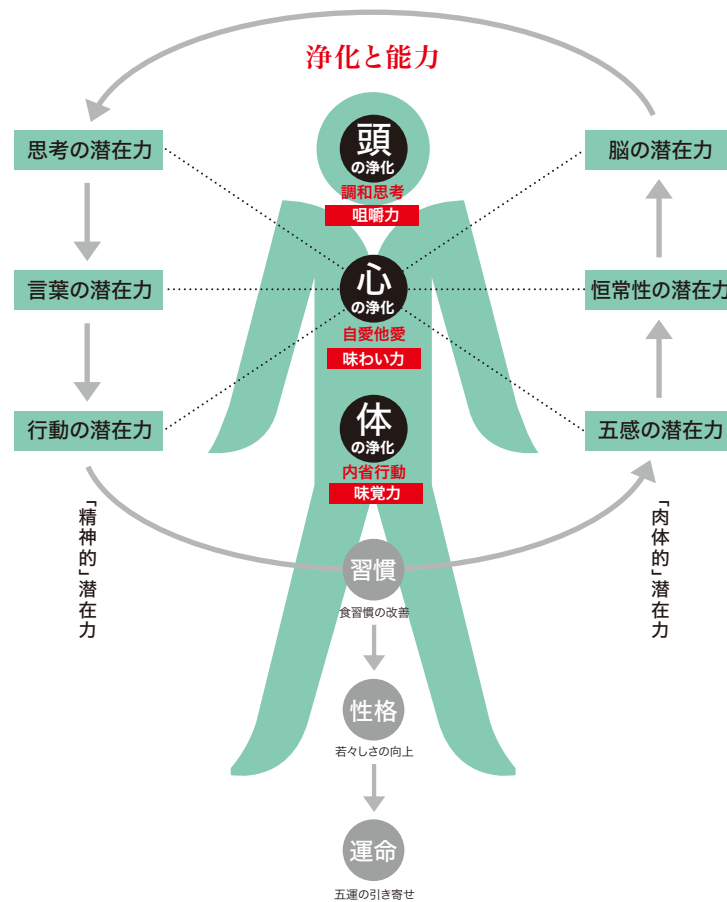 浄化と能力
頭
の浄化
調和思考
咀嚼力
心
の浄化
自愛他愛
味わい力
体
の浄化
内省行動
味覚力
思考の潜在力
言葉の潜在力
行動の潜在力
「精神的」潜在力
脳の潜在力
恒常性の潜在力
五感の潜在力
「肉体的」潜在力
習慣
食習慣の改善
性格
若々しさの向上
運命
五運の引き寄せ